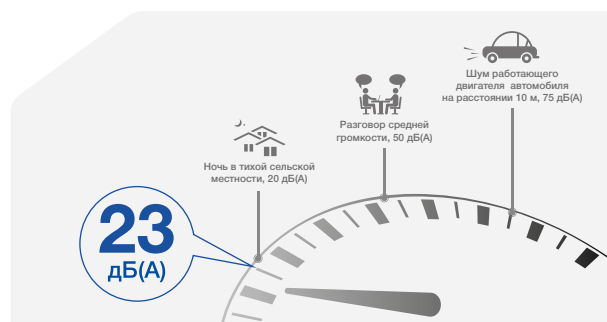 Шум работающего
двигателя автомобиля
на расстоянии 10 м, 75 дБ(А)
Разговор средней
громкости, 50 дБ(А)
Ночь в тихой сельской
местности, 20 дБ(А)
23
дБ(А)